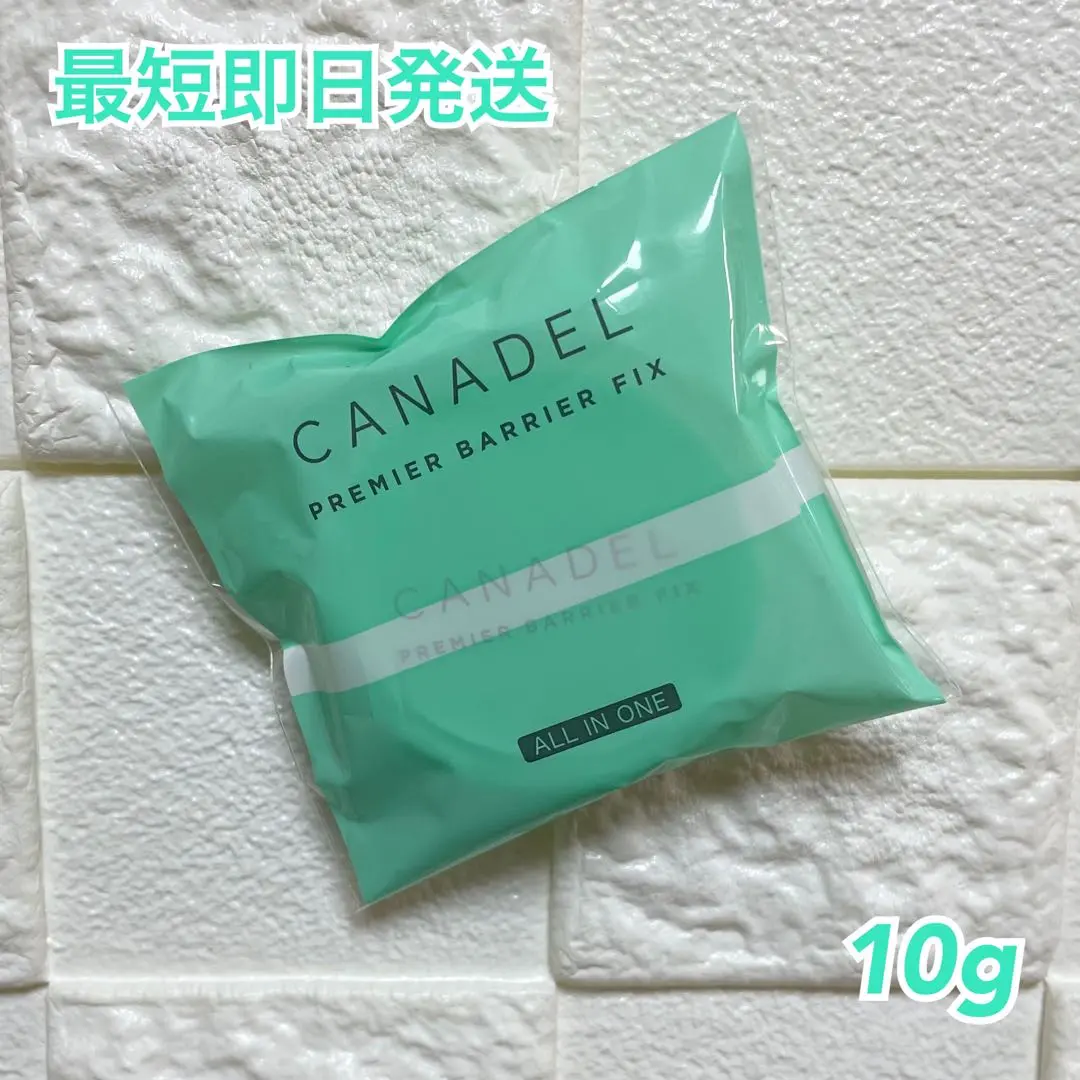 最短即日発送
CANADEL
PREMIER BARRIER FIX
CANADEL
PREMIER BARRIER FIX
ALL IN ONE
10g